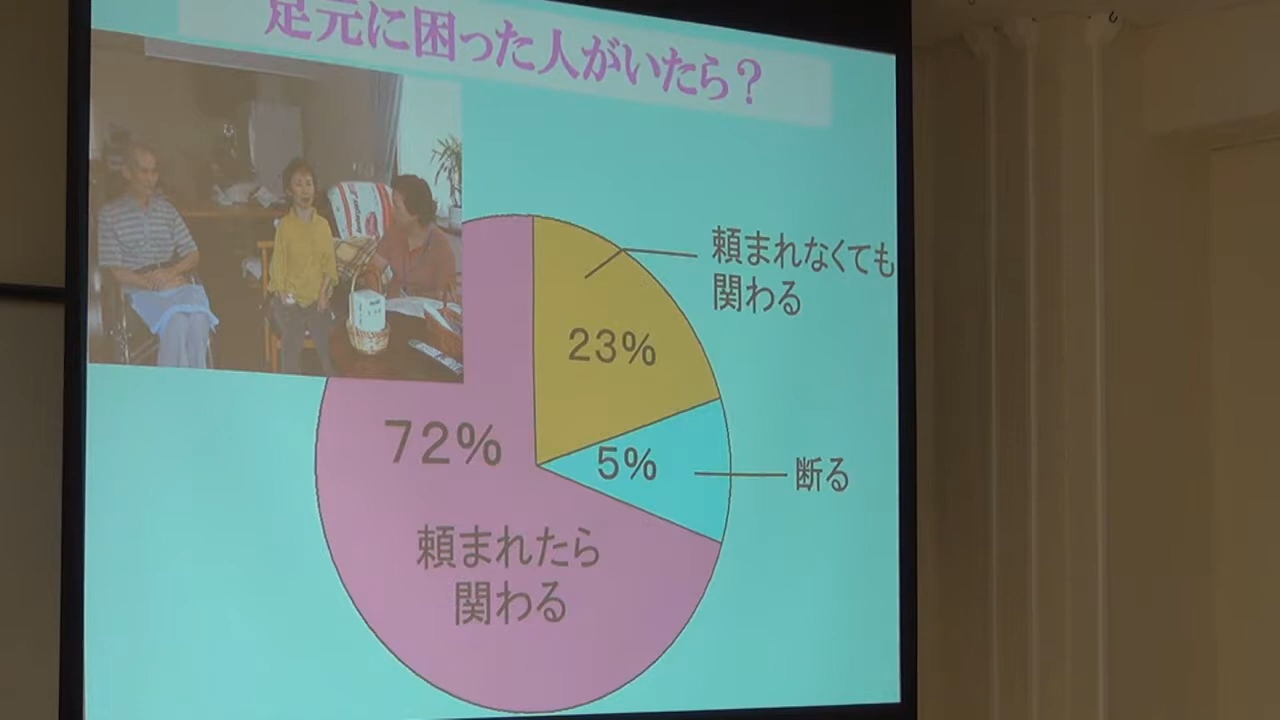 足元に困った人がいたら？
頼まれなくても
関わる
23%
72%
5%
断る
頼まれたら
関わる